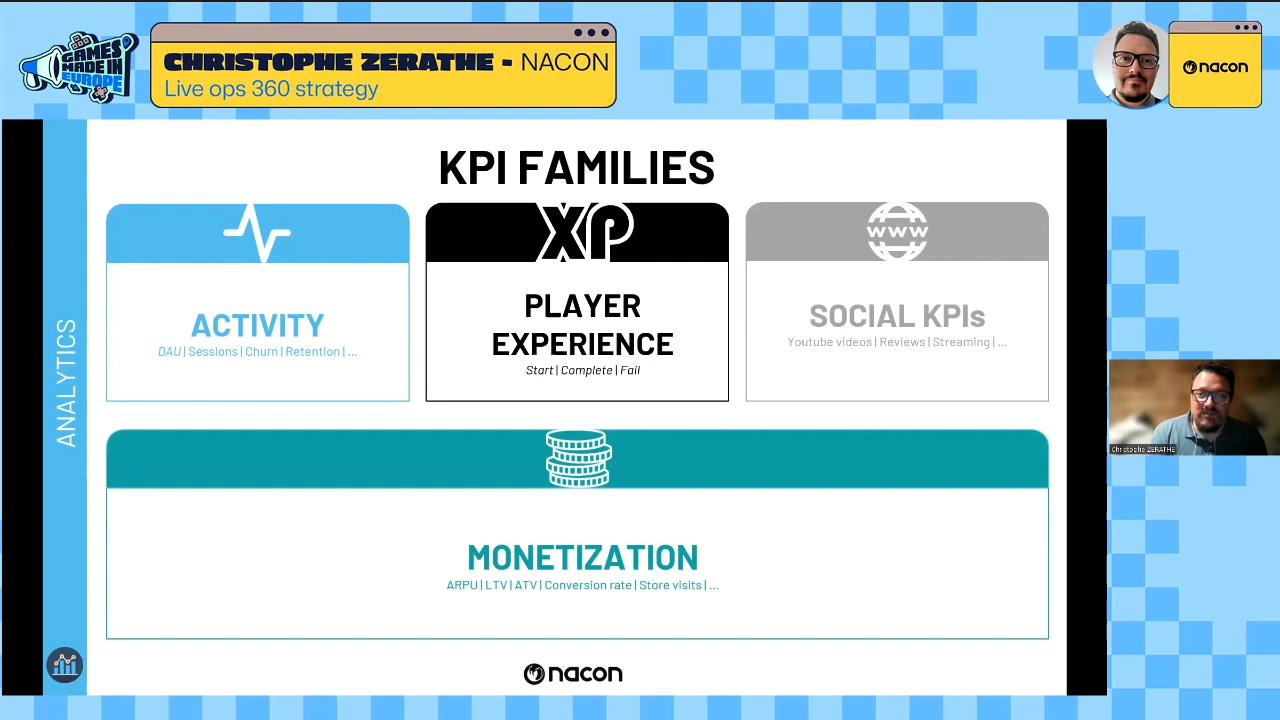 GAMES
MADE IN
EUROPE
CHRISTOPHE ZERATHE - NACON
Live ops 360 strategy
nacon
KPI FAMILIES
ANALYTICS
ACTIVITY
DAU | Sessions | Churn | Retention | ...
XP
PLAYER
EXPERIENCE
Start | Complete | Fail
WWW
SOCIAL KPIs
Youtube videos | Reviews | Streaming | ...
Christophe ZERATHE
MONETIZATION
ARPU | LTV | ATV | Conversion rate | Store visits | ...
nacon